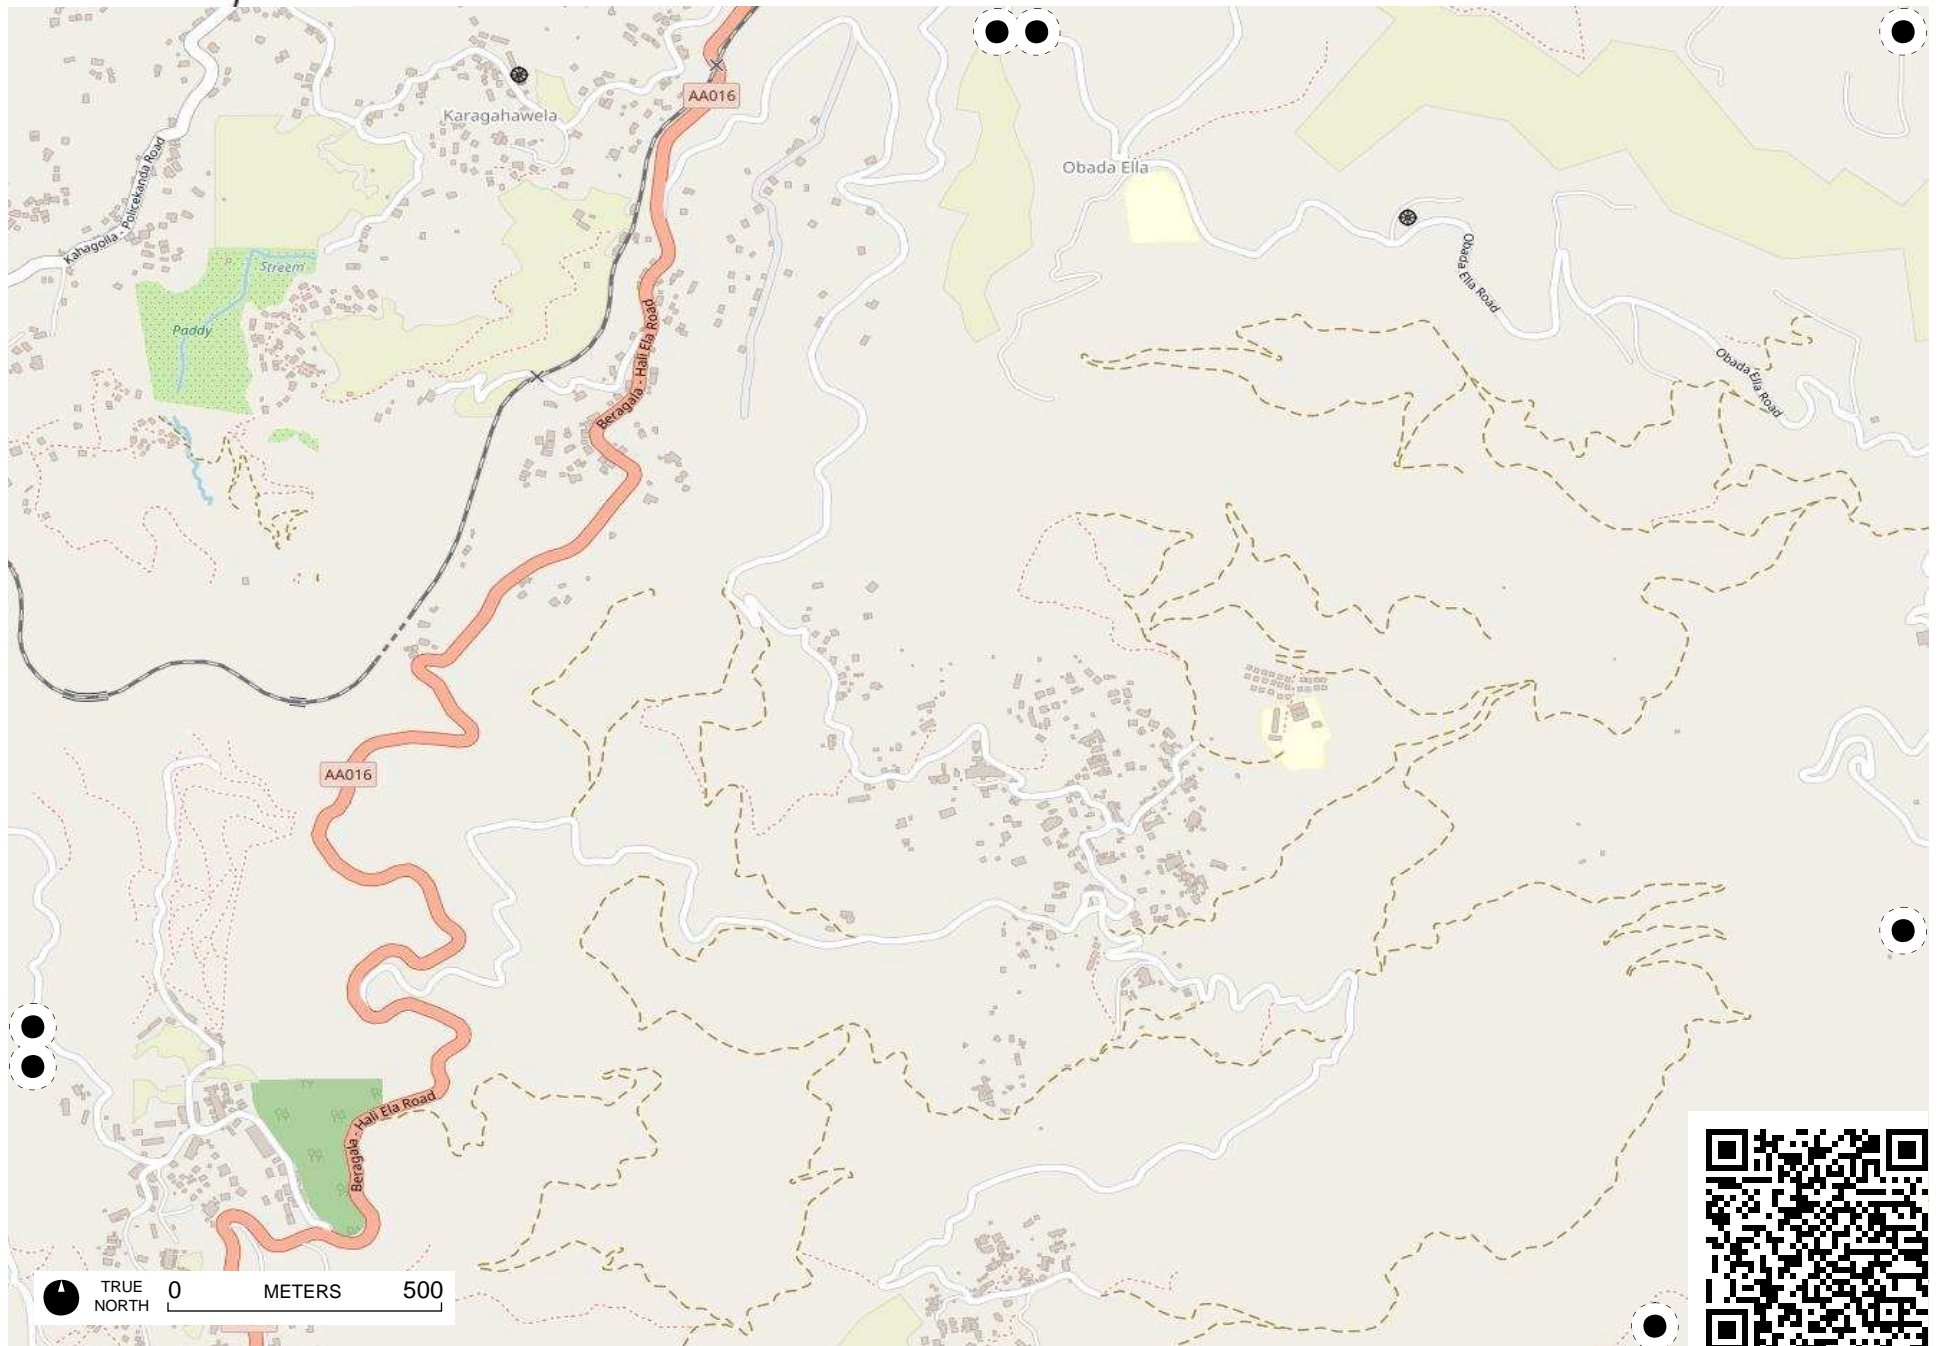 AA016
Karagahawela
Kahagolla - Policekanda Road
Obada Ella
Streem
Paddy
Obada Ella Road
Beragala - Hali Ela Road
Obada Ella Road
AA016
Beragala - Hali Ela Road
TRUE
NORTH
0 METERS 500